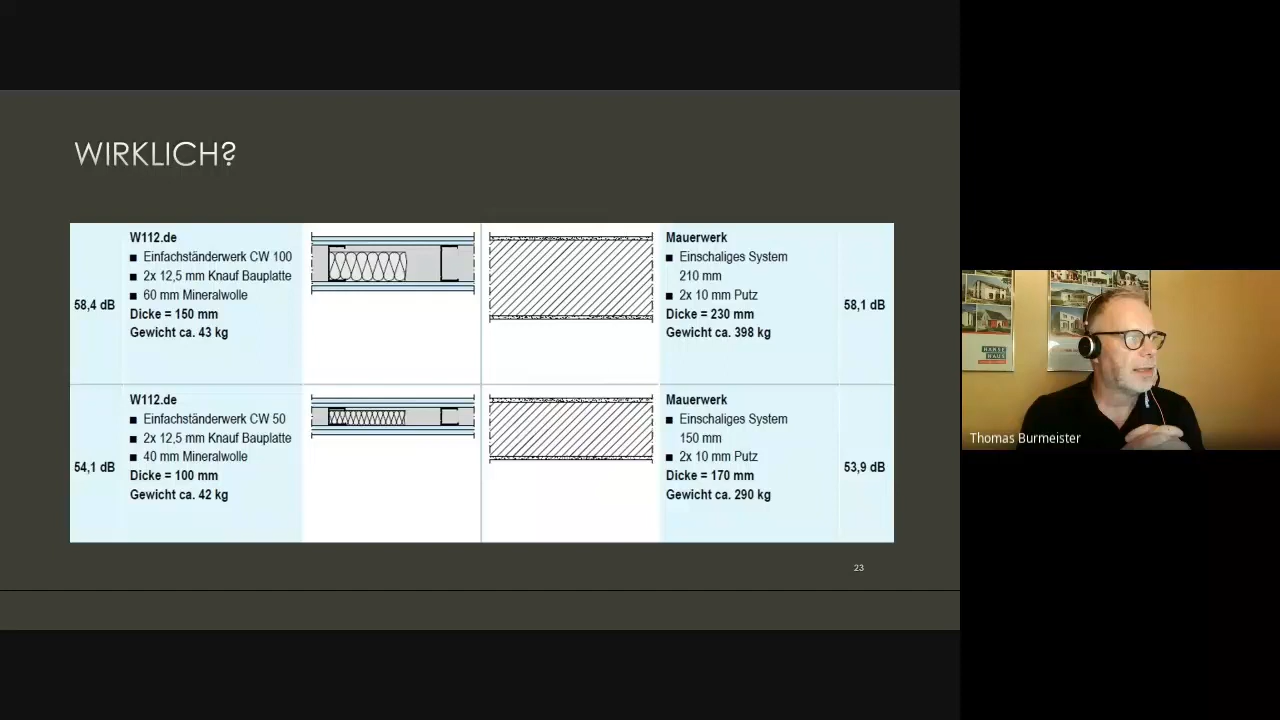 WIRKLICH?
58,4 dB
W112.de
■ Einfachständerwerk CW 100
■ 2x 12,5 mm Knauf Bauplatte
■ 60 mm Mineralwolle
Dicke = 150 mm
Gewicht ca. 43 kg
Mauerwerk
■ Einschaliges System
210 mm
■ 2x 10 mm Putz
Dicke = 230 mm
Gewicht ca. 398 kg
58,1 dB
54,1 dB
W112.de
■ Einfachständerwerk CW 50
■ 2x 12,5 mm Knauf Bauplatte
■ 40 mm Mineralwolle
Dicke = 100 mm
Gewicht ca. 42 kg
Mauerwerk
■ Einschaliges System
150 mm
■ 2x 10 mm Putz
Dicke = 170 mm
Gewicht ca. 290 kg
53,9 dB
23
HANSE
HAUS
Thomas Burmeister